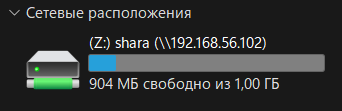 Сетевые расположения
(Z:) shara (\\192.168.56.102)
904 МБ свободно из 1,00 ГБ